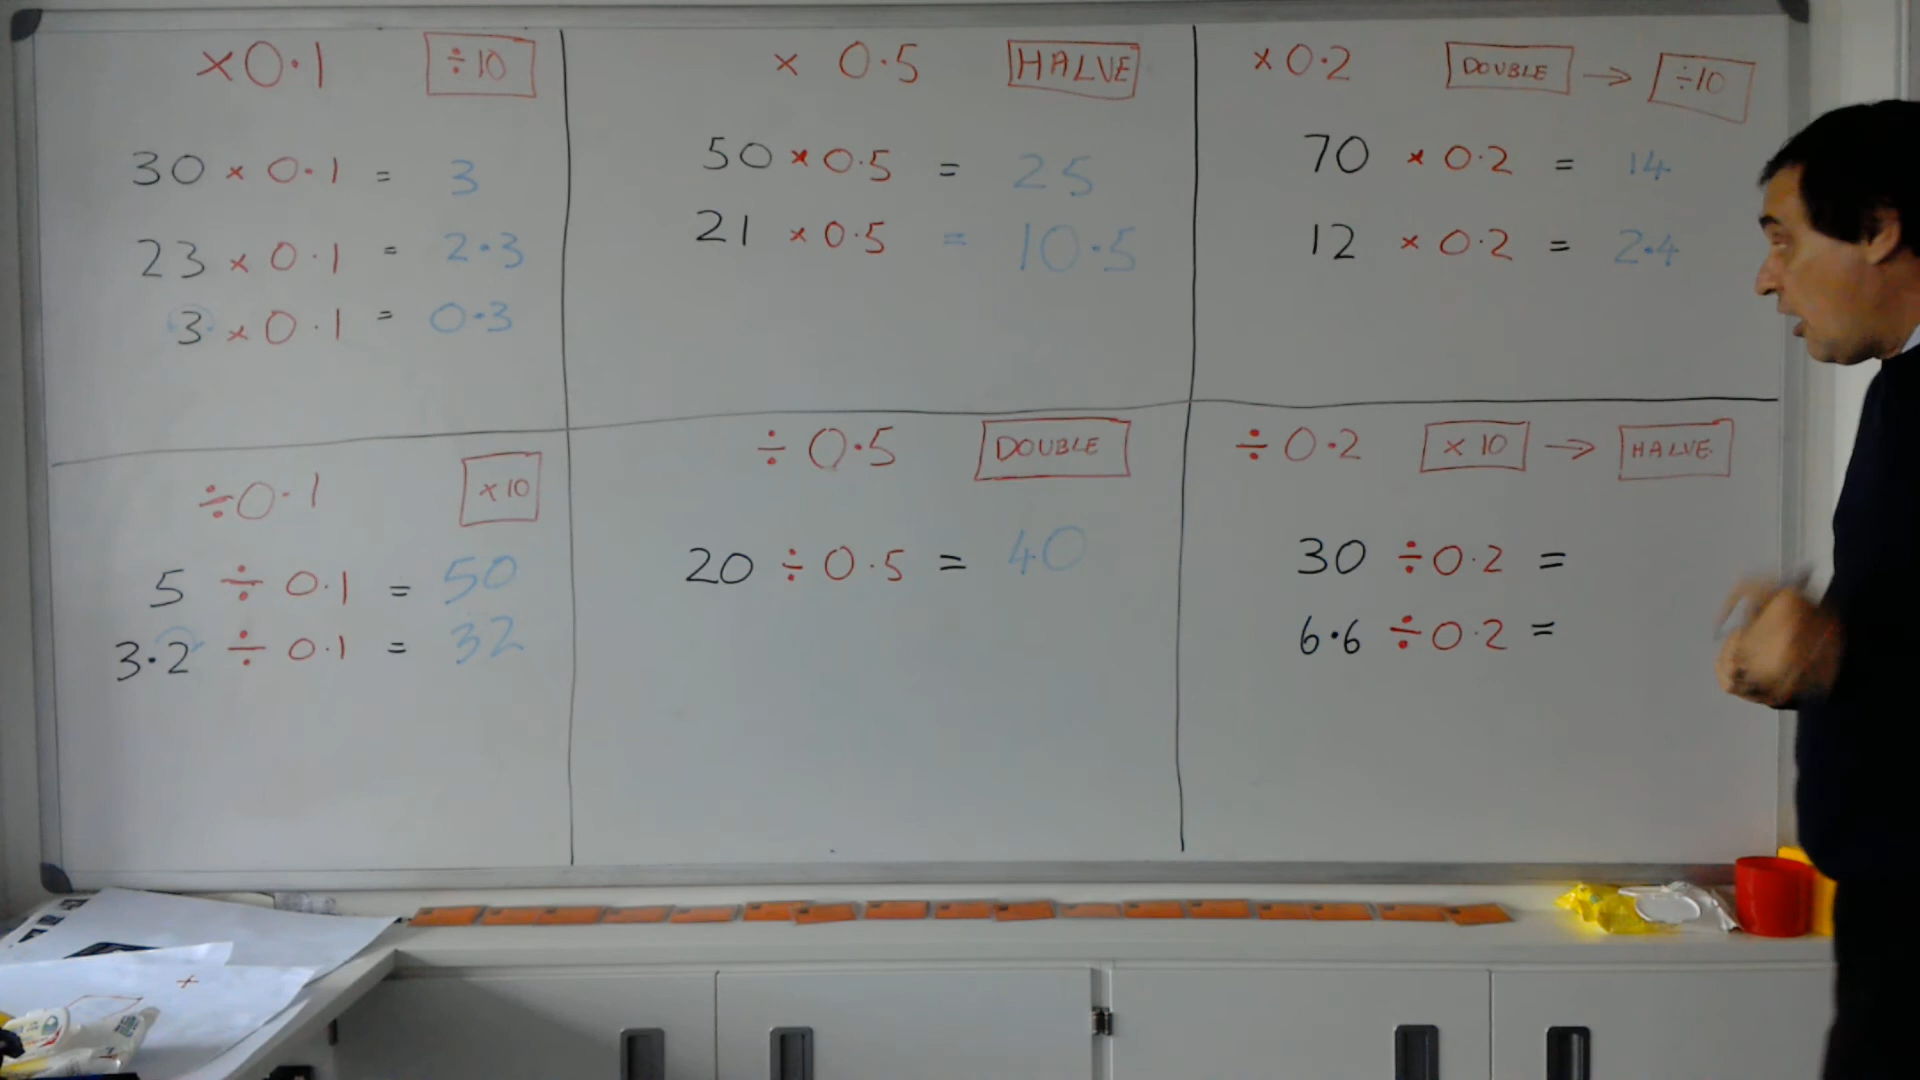 ×0·1 ÷10
30 × 0·1 = 3
23 × 0·1 = 2·3
3 × 0·1 = 0·3
× 0·5 HALVE
50 × 0·5 = 25
21 × 0·5 = 10·5
×0·2 DOUBLE → ÷10
70 × 0·2 = 14
12 × 0·2 = 2·4
÷0·1 ×10
5 ÷ 0·1 = 50
3·2 ÷ 0·1 = 32
÷ 0·5 DOUBLE
20 ÷ 0·5 = 40
÷ 0·2 × 10 → HALVE
30 ÷0·2 =
6·6 ÷0·2 =